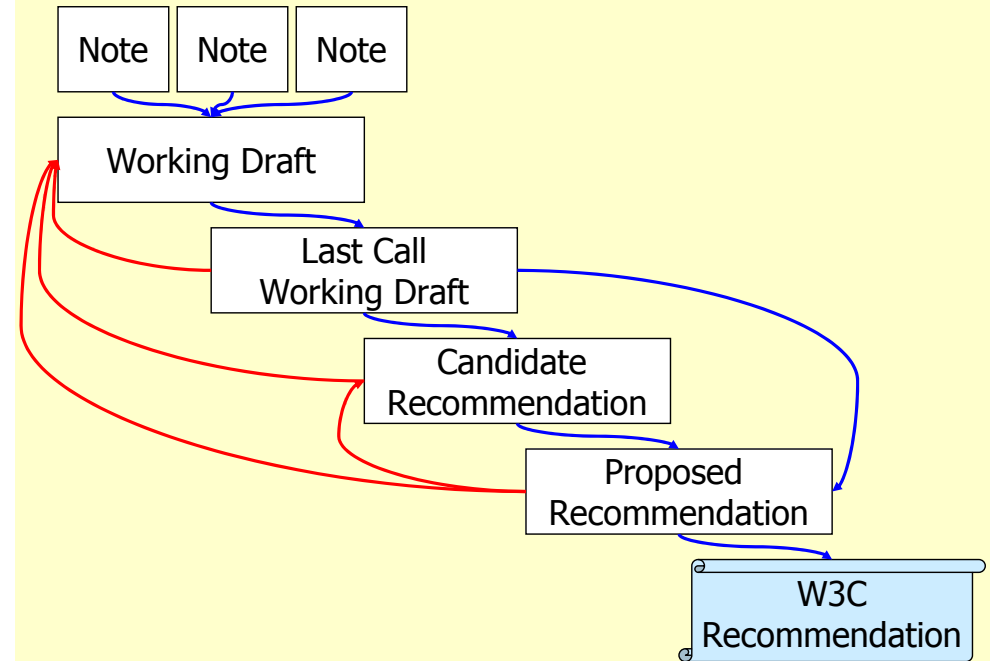 Note
Note
Note
Working Draft
Last Call
Working Draft
Candidate
Recommendation
Proposed
Recommendation
W3C
Recommendation